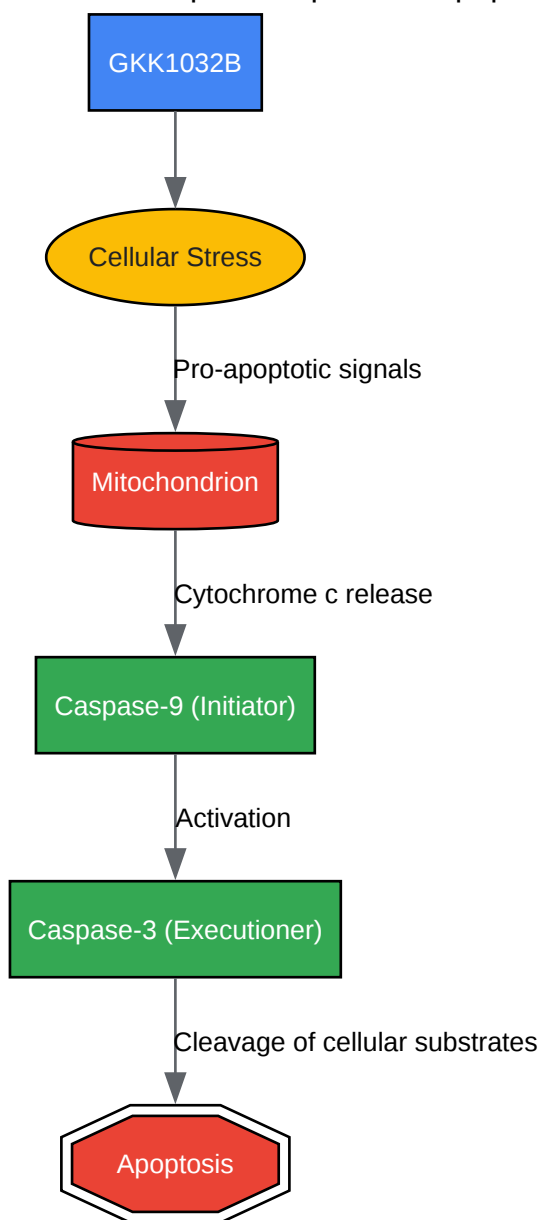 GKK1032B
Cellular Stress
Pro-apoptotic signals
Mitochondrion
Cytochrome c release
Caspase-9 (Initiator)
Activation
Caspase-3 (Executioner)
Cleavage of cellular substrates
Apoptosis